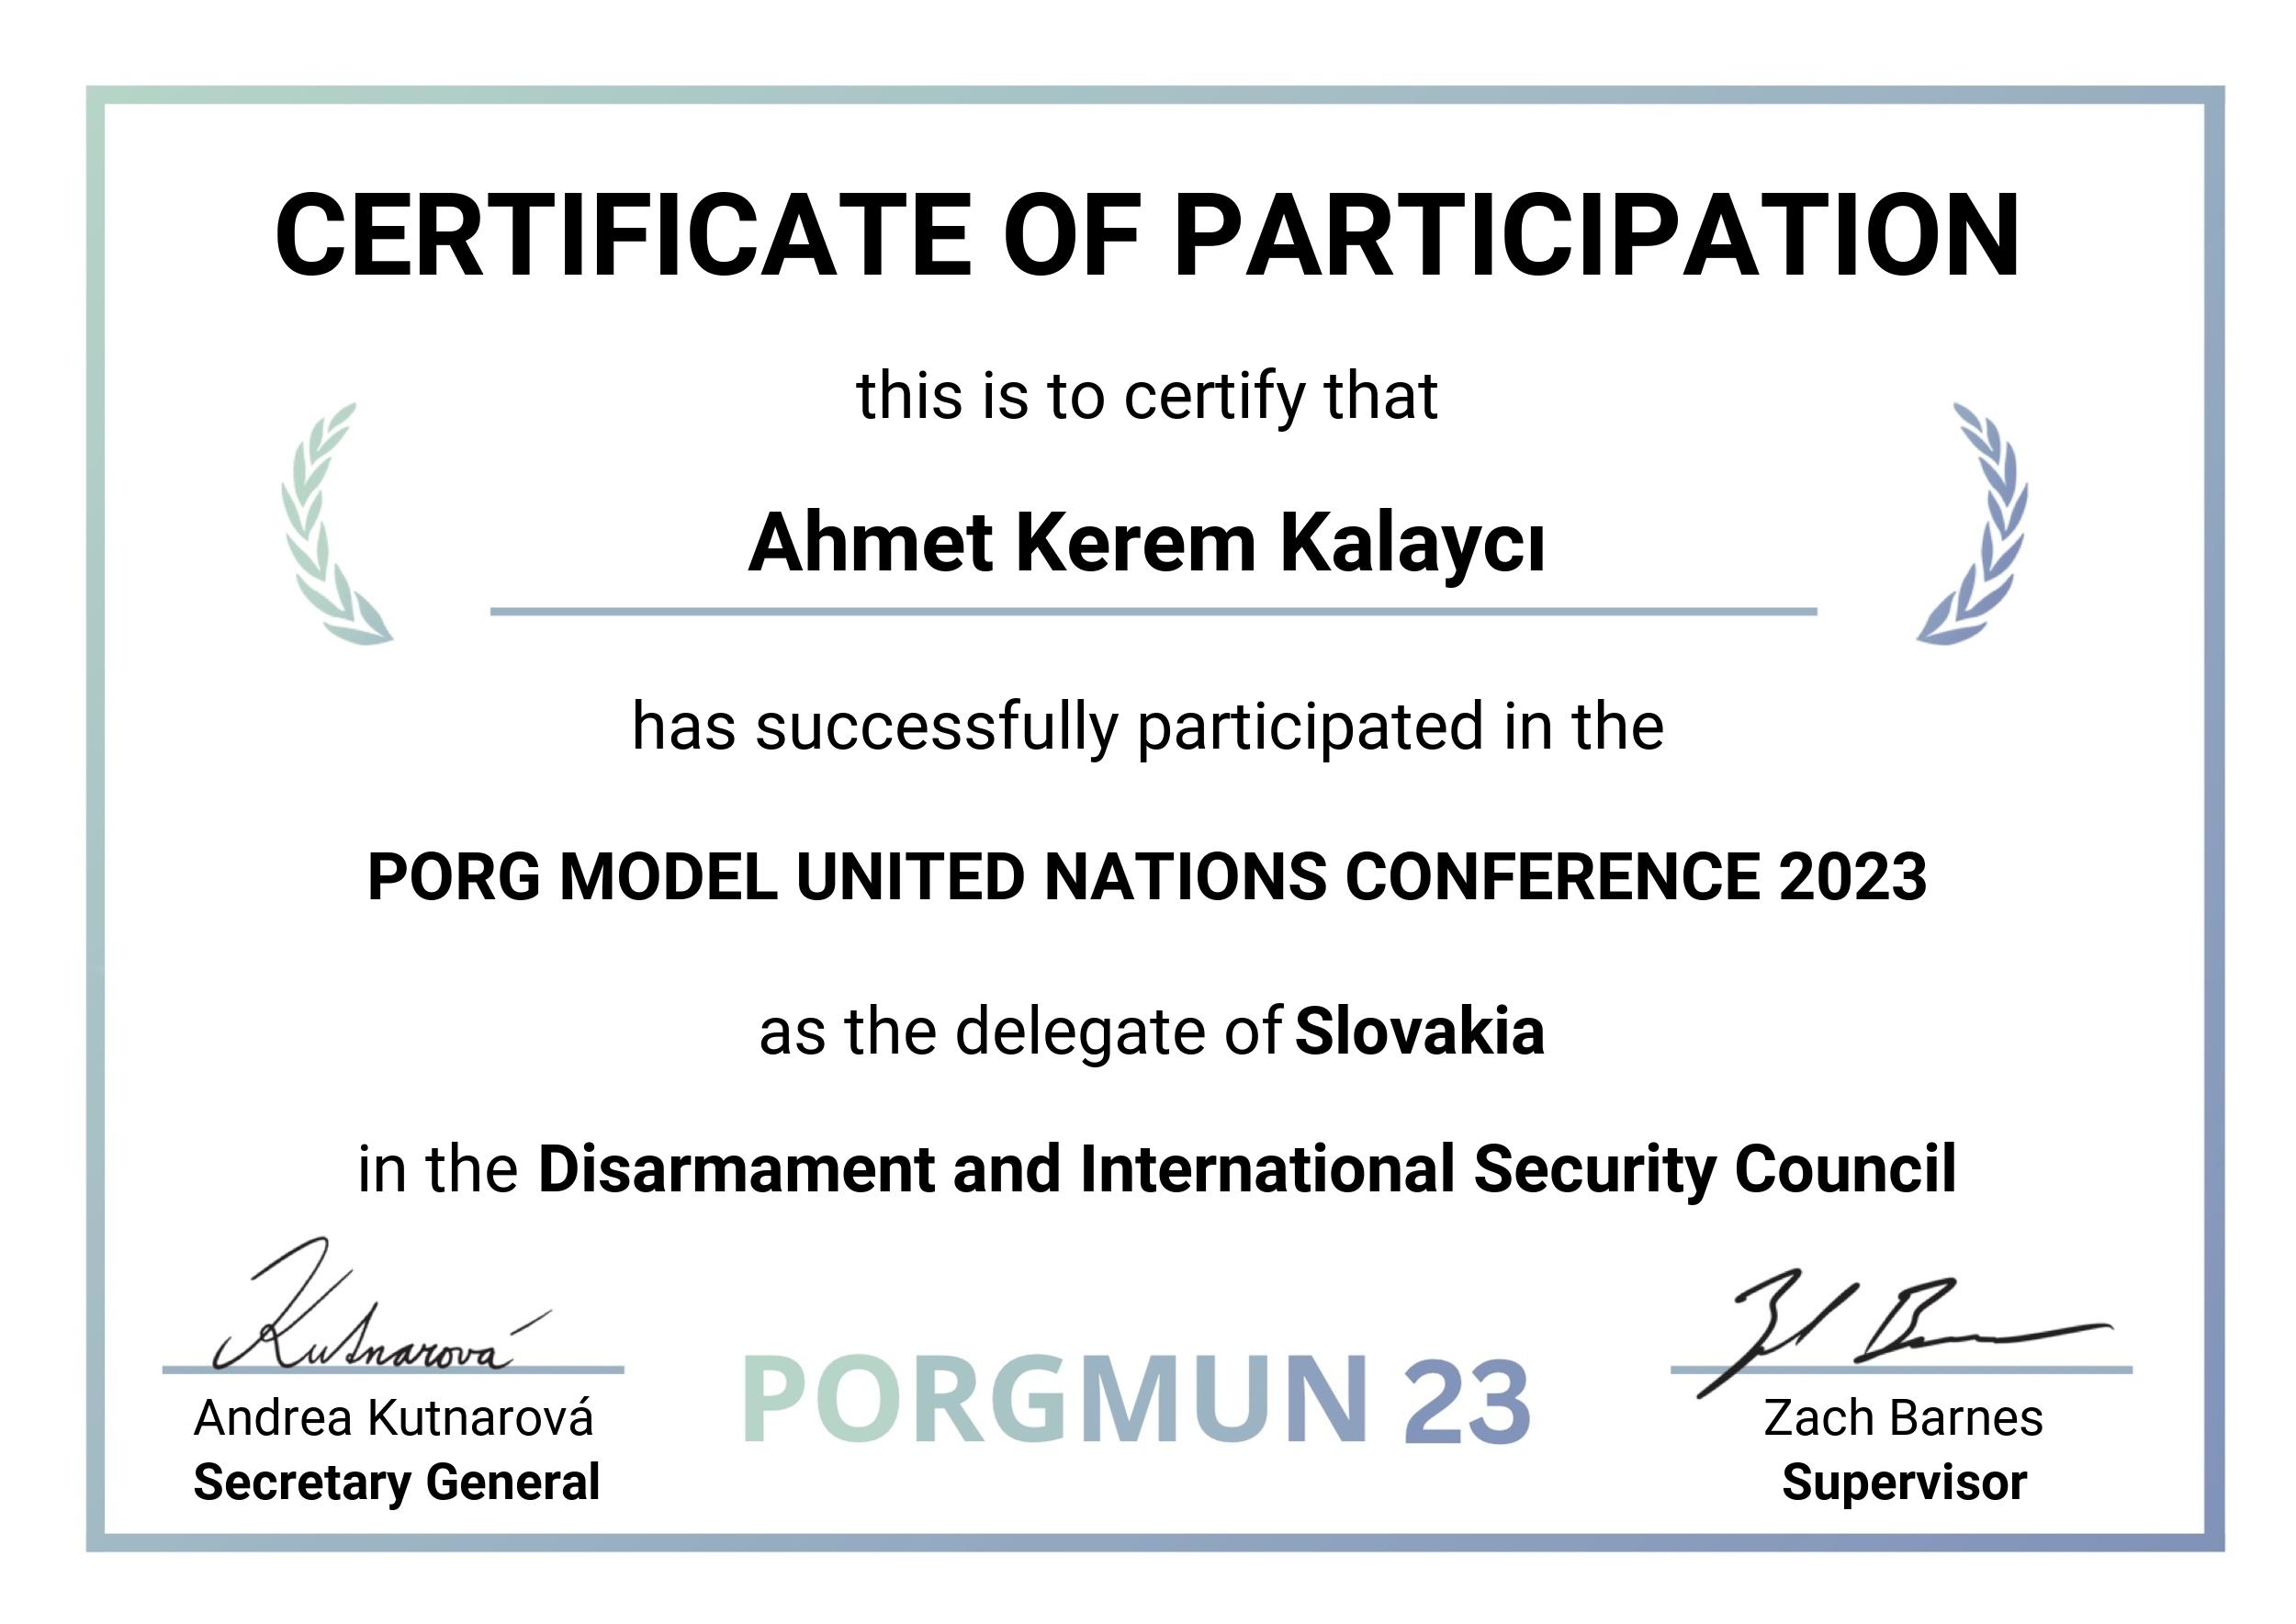 CERTIFICATE OF PARTICIPATION
this is to certify that
Ahmet Kerem Kalaycı
has successfully participated in the
PORG MODEL UNITED NATIONS CONFERENCE 2023
as the delegate of Slovakia
in the Disarmament and International Security Council
Kutnarová
Andrea Kutnarová
Secretary General
PORGMUN 23
Zach Barnes
Supervisor